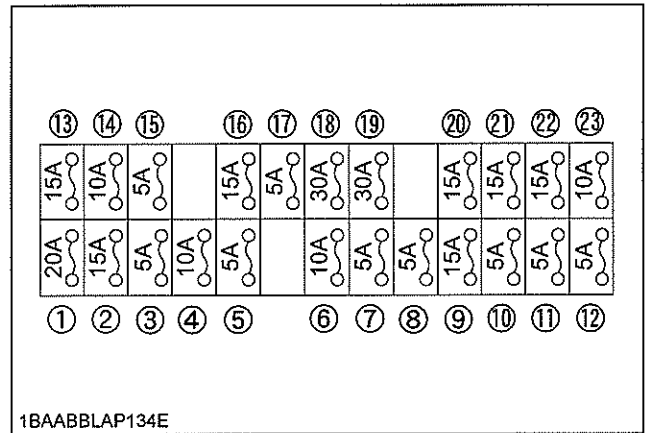 ⑬ ⑭ ⑮ ⑯ ⑰ ⑱ ⑲ ⑳ ㉑ ㉒ ㉓
15A 10A 5A 15A 5A 30A 30A 15A 15A 15A 10A
20A 15A 5A 10A 5A 10A 5A 5A 15A 5A 5A 5A
① ② ③ ④ ⑤ ⑥ ⑦ ⑧ ⑨ ⑩ ⑪ ⑫
1BAABBLAP134E